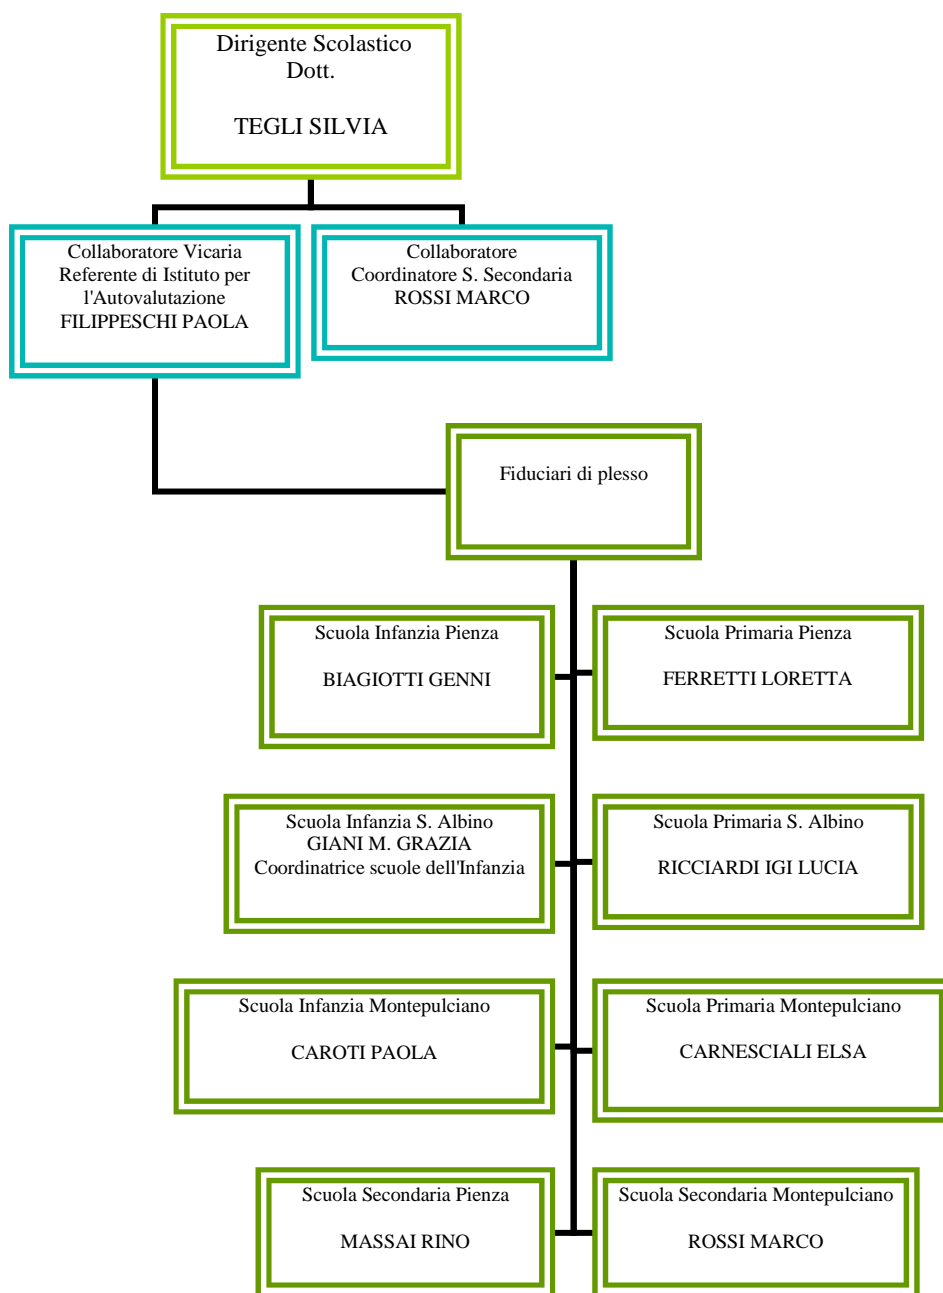 Dirigente Scolastico
Dott.
TEGLI SILVIA
Collaboratore Vicaria
Referente di Istituto per
l'Autovalutazione
FILIPPESCHI PAOLA
Collaboratore
Coordinatore S. Secondaria
ROSSI MARCO
Fiduciari di plesso
Scuola Infanzia Pienza
BIAGIOTTI GENNI
Scuola Primaria Pienza
FERRETTI LORETTA
Scuola Infanzia S. Albino
GIANI M. GRAZIA
Coordinatrice scuole dell'Infanzia
Scuola Primaria S. Albino
RICCIARDI IGI LUCIA
Scuola Infanzia Montepulciano
CAROTI PAOLA
Scuola Primaria Montepulciano
CARNESCIALI ELSA
Scuola Secondaria Pienza
MASSAI RINO
Scuola Secondaria Montepulciano
ROSSI MARCO